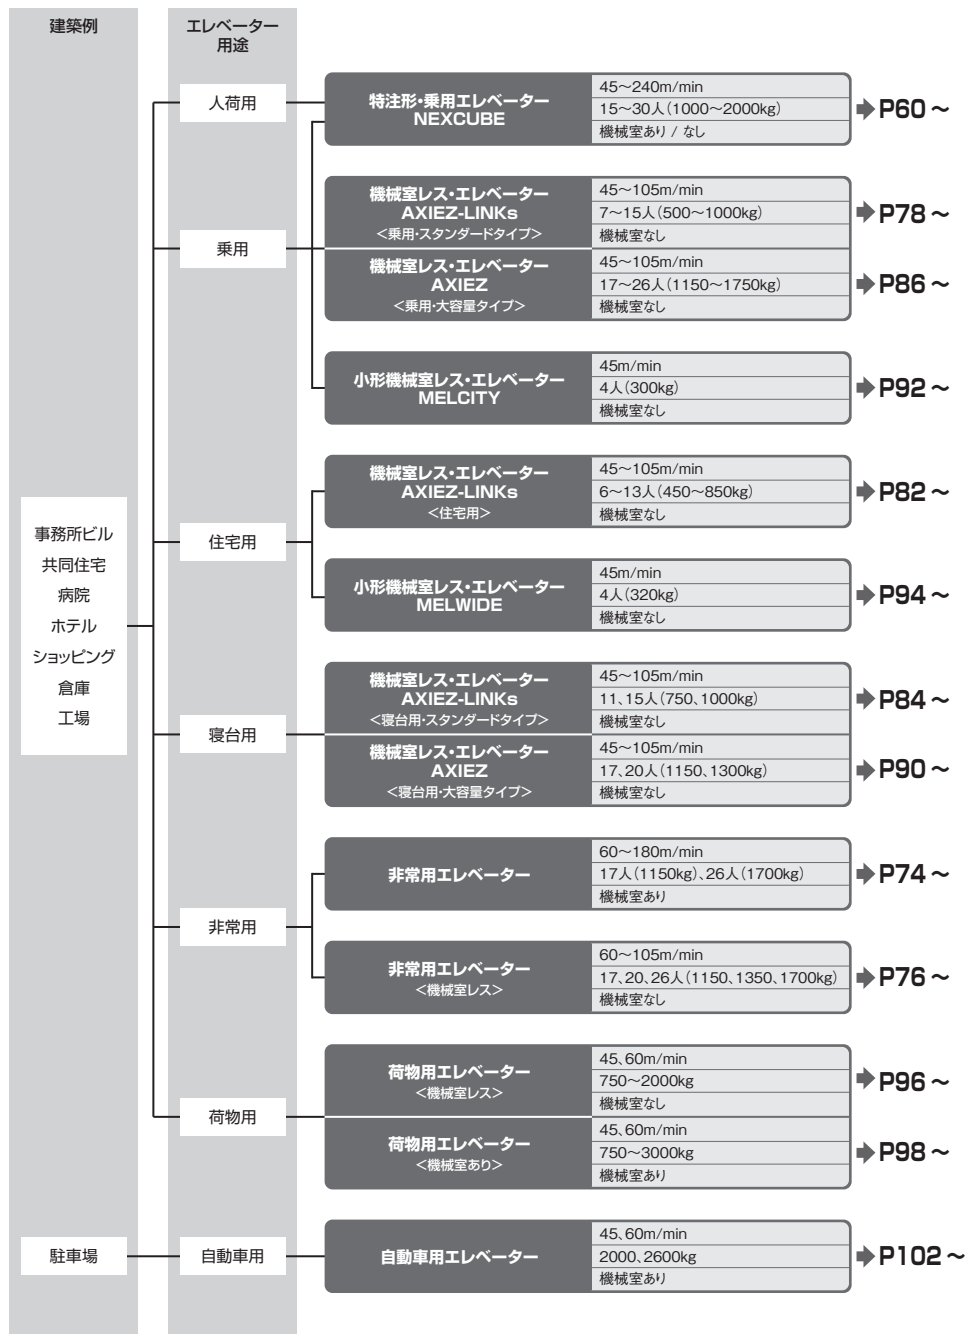 建築例
エレベーター
用途
人荷用
特注形・乗用エレベーター
NEXCUBE
45～240m/min
15～30人(1000～2000kg)
機械室あり / なし
P60～
乗用
機械室レス・エレベーター
AXIEZ-LINKs
<乗用・スタンダードタイプ>
45～105m/min
7～15人(500～1000kg)
機械室なし
P78～
機械室レス・エレベーター
AXIEZ
<乗用・大容量タイプ>
45～105m/min
17～26人(1150～1750kg)
機械室なし
P86～
小形機械室レス・エレベーター
MELCITY
45m/min
4人(300kg)
機械室なし
P92～
事務所ビル
共同住宅
病院
ホテル
ショッピング
倉庫
工場
住宅用
機械室レス・エレベーター
AXIEZ-LINKs
<住宅用>
45～105m/min
6～13人(450～850kg)
機械室なし
P82～
小形機械室レス・エレベーター
MELWIDE
45m/min
4人(320kg)
機械室なし
P94～
寝台用
機械室レス・エレベーター
AXIEZ-LINKs
<寝台用・スタンダードタイプ>
45～105m/min
11、15人(750、1000kg)
機械室なし
P84～
機械室レス・エレベーター
AXIEZ
<寝台用・大容量タイプ>
45～105m/min
17、20人(1150、1300kg)
機械室なし
P90～
非常用
非常用エレベーター
60～180m/min
17人(1150kg)、26人(1700kg)
機械室あり
P74～
非常用エレベーター
<機械室レス>
60～105m/min
17、20、26人(1150、1350、1700kg)
機械室なし
P76～
荷物用
荷物用エレベーター
<機械室レス>
45、60m/min
750～2000kg
機械室なし
P96～
荷物用エレベーター
<機械室あり>
45、60m/min
750～3000kg
機械室あり
P98～
駐車場
自動車用
自動車用エレベーター
45、60m/min
2000、2600kg
機械室あり
P102～